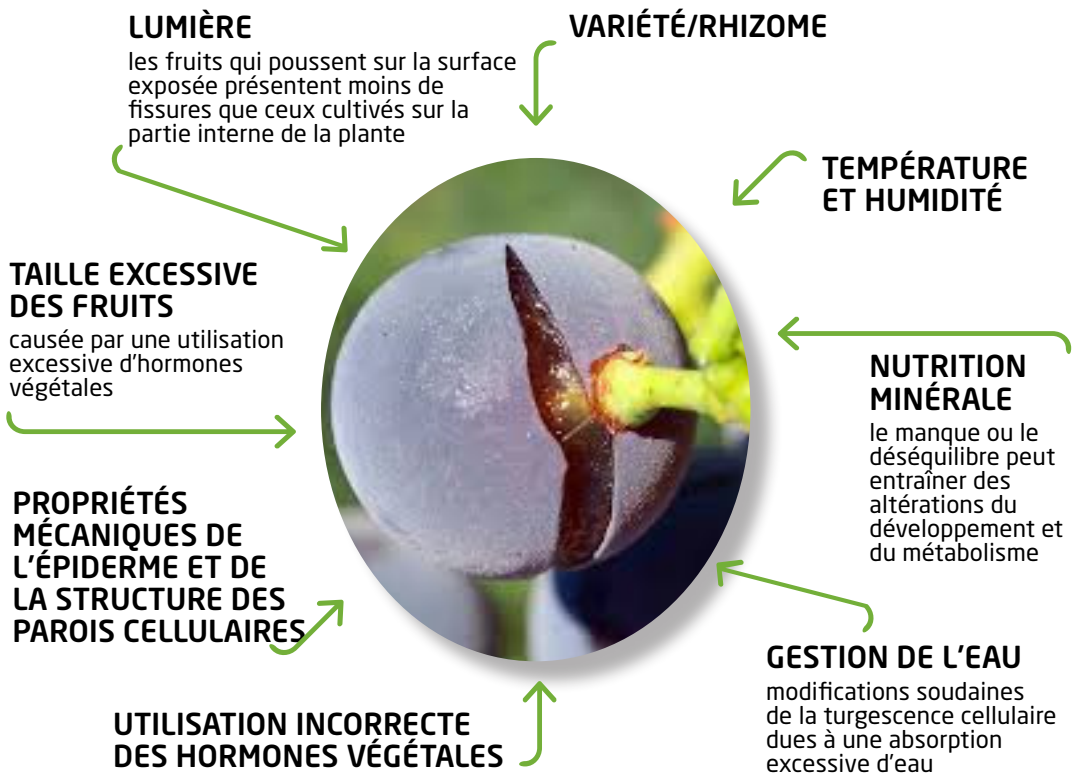 LUMIÈRE
les fruits qui poussent sur la surface
exposée présentent moins de
fissures que ceux cultivés sur la
partie interne de la plante
VARIÉTÉ/RHIZOME
TEMPÉRATURE
ET HUMIDITÉ
TAILLE EXCESSIVE
DES FRUITS
causée par une utilisation
excessive d'hormones
végétales
NUTRITION
MINÉRALE
le manque ou le
déséquilibre peut
entraîner des
altérations du
développement et
du métabolisme
PROPRIÉTÉS
MÉCANIQUES DE
L'ÉPIDERME ET DE
LA STRUCTURE DES
PAROIS CELLULAIRES
GESTION DE L'EAU
modifications soudaines
de la turgescence cellulaire
dues à une absorption
excessive d'eau
UTILISATION INCORRECTE
DES HORMONES VÉGÉTALES